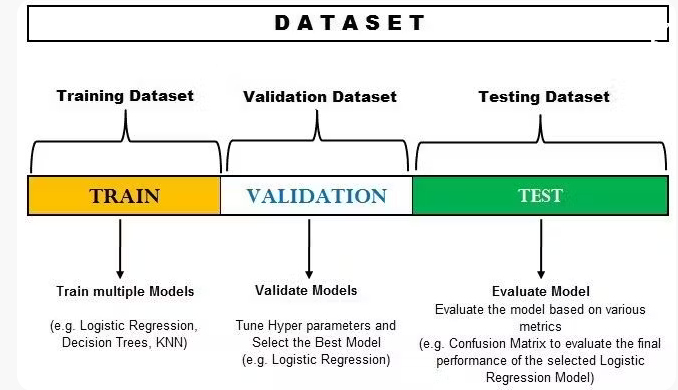 DATASET
Training Dataset
Validation Dataset
Testing Dataset
TRAIN
VALIDATION
TEST
Train multiple Models
(e.g. Logistic Regression,
Decision Trees, KNN)
Validate Models
Tune Hyper parameters and
Select the Best Model
(e.g. Logistic Regression)
Evaluate Model
Evaluate the model based on various
metrics
(e.g. Confusion Matrix to evaluate the final
performance of the selected Logistic
Regression Model)